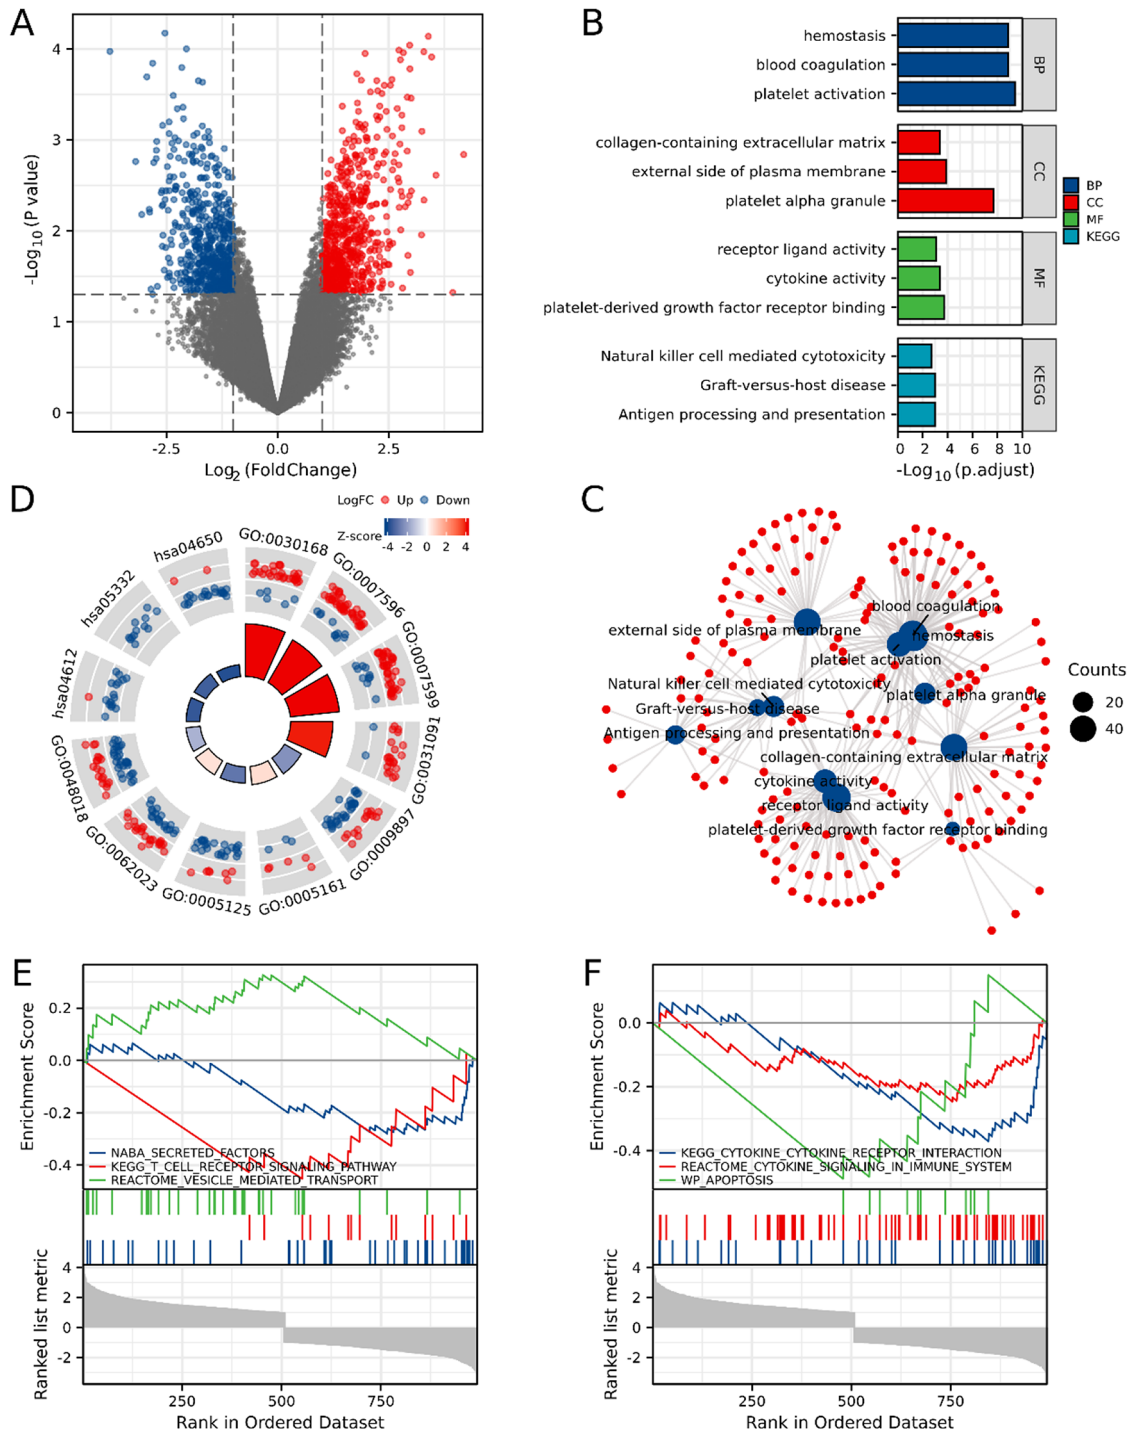 A
4
3
2
1
0
-Log10 (P value)
-2.5
0.0
2.5
Log2 (FoldChange)
B
hemostasis
blood coagulation
platelet activation
BP
collagen-containing extracellular matrix
external side of plasma membrane
platelet alpha granule
CC
receptor ligand activity
cytokine activity
platelet-derived growth factor receptor binding
MF
Natural killer cell mediated cytotoxicity
Graft-versus-host disease
Antigen processing and presentation
KEGG
0 2 4 6 8 10
-Log10 (p.adjust)
BP
CC
MF
KEGG
D
LogFC Up Down
Z-score
-4 -2 0 2 4
GO:0030168
GO:0007596
GO:0007599
GO:0031091
GO:0009897
GO:0005161
GO:0005125
GO:0062023
GO:0048018
hsa04612
hsa05332
hsa04650
C
blood coagulation
external side of plasma membrane
hemostasis
platelet activation
Natural killer cell mediated cytotoxicity
platelet alpha granule
Graft-versus-host disease
Antigen processing and presentation
collagen-containing extracellular matrix
cytokine activity
receptor ligand activity
platelet-derived growth factor receptor binding
Counts
20
40
E
Enrichment Score
0.2
0.0
-0.2
-0.4
NABA_SECRETED_FACTORS
KEGG_T_CELL_RECEPTOR_SIGNALING_PATHWAY
REACTOME_VESICLE_MEDIATED_TRANSPORT
Ranked list metric
4
2
0
-2
250
500
750
Rank in Ordered Dataset
F
Enrichment Score
0.0
-0.2
-0.4
KEGG_CYTOKINE_CYTOKINE_RECEPTOR_INTERACTION
REACTOME_CYTOKINE_SIGNALING_IN_IMMUNE_SYSTEM
WP_APOPTOSIS
Ranked list metric
4
2
0
-2
250
500
750
Rank in Ordered Dataset